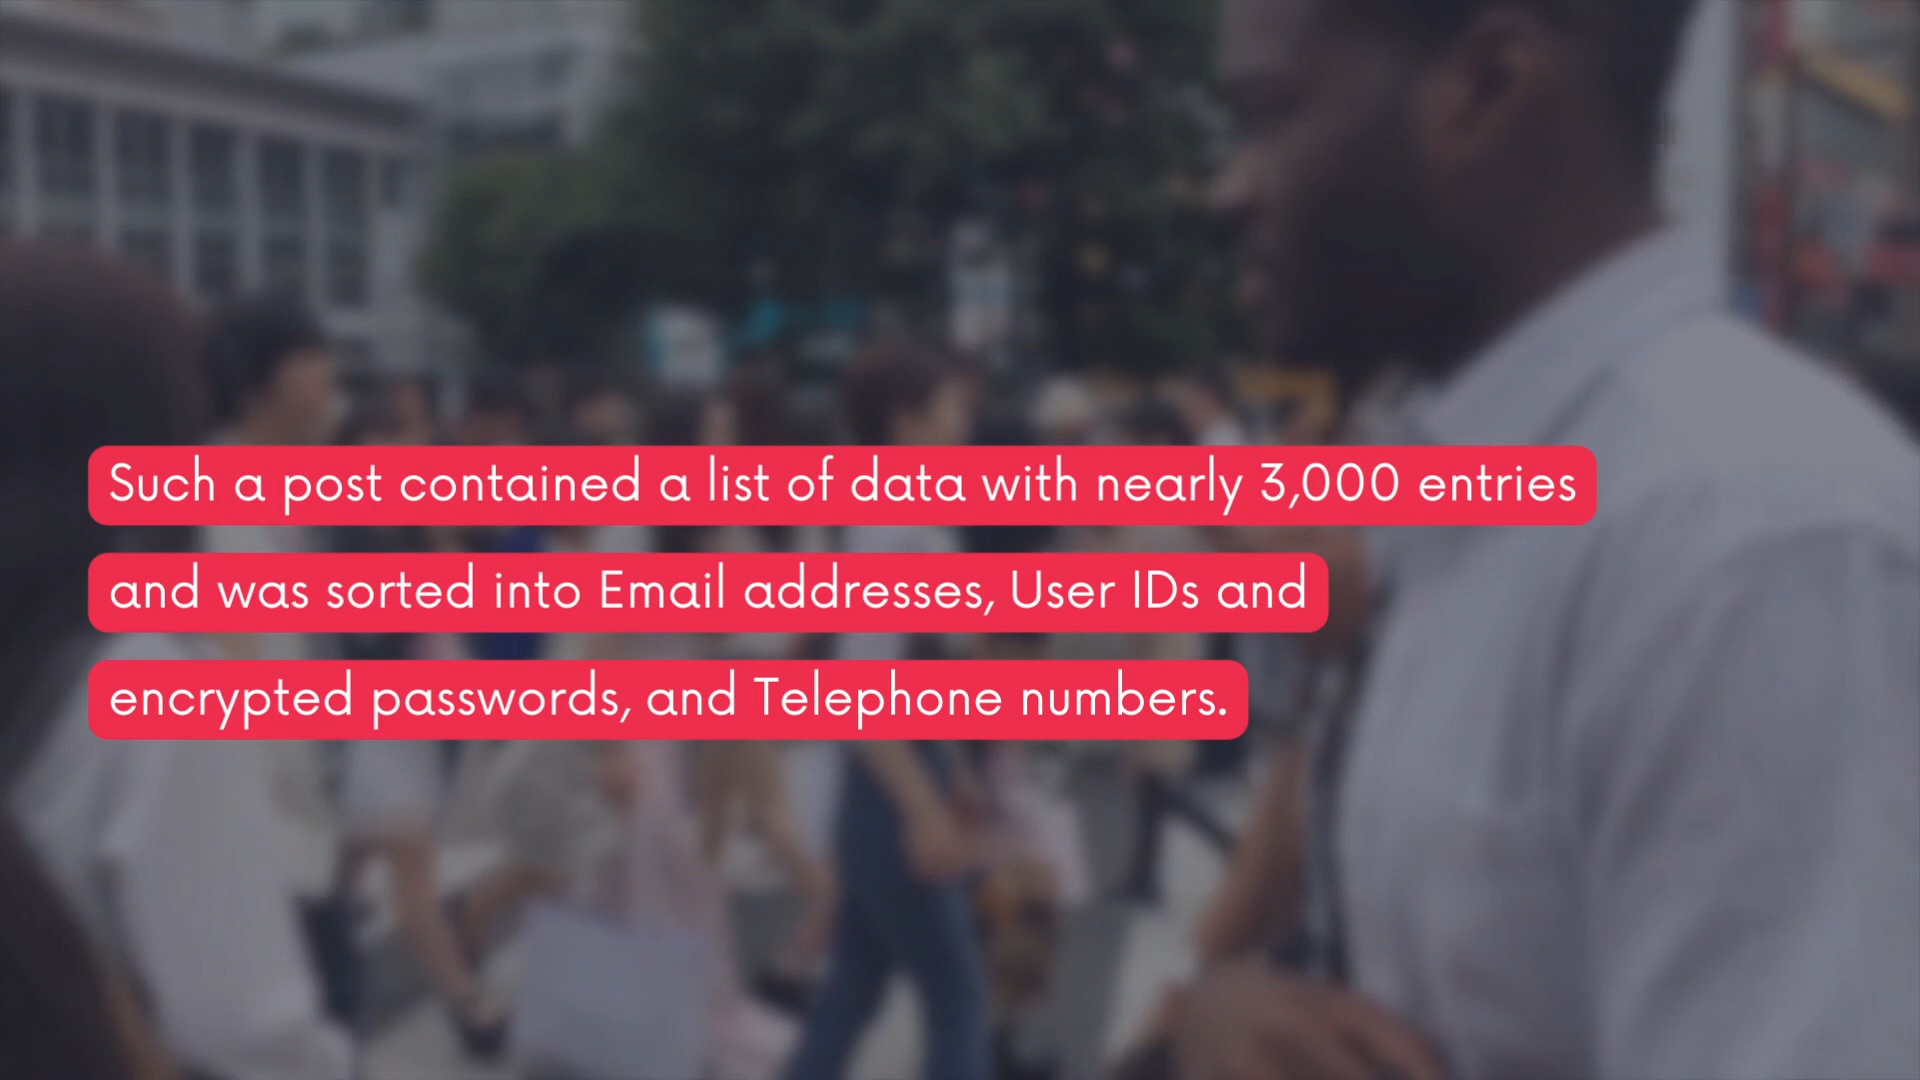 Such a post contained a list of data with nearly 3,000 entries
and was sorted into Email addresses, User IDs and
encrypted passwords, and Telephone numbers.